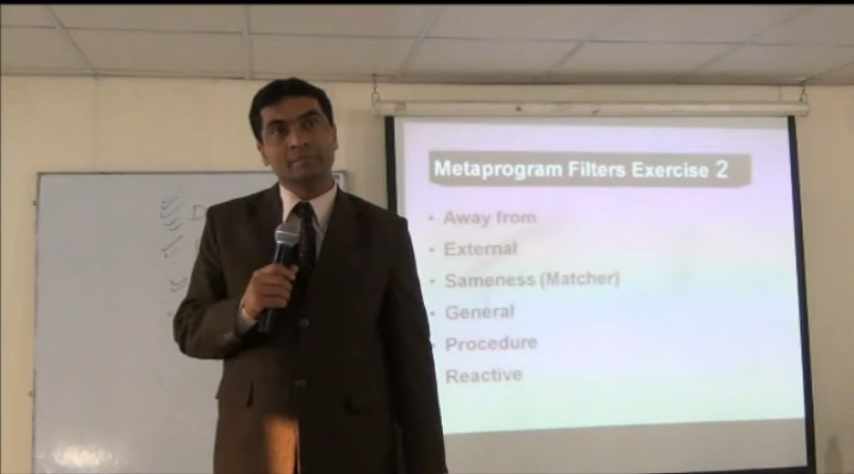 Metaprogram Filters Exercise 2
• Away from
• External
• Sameness (Matcher)
• General
• Procedure
Reactive